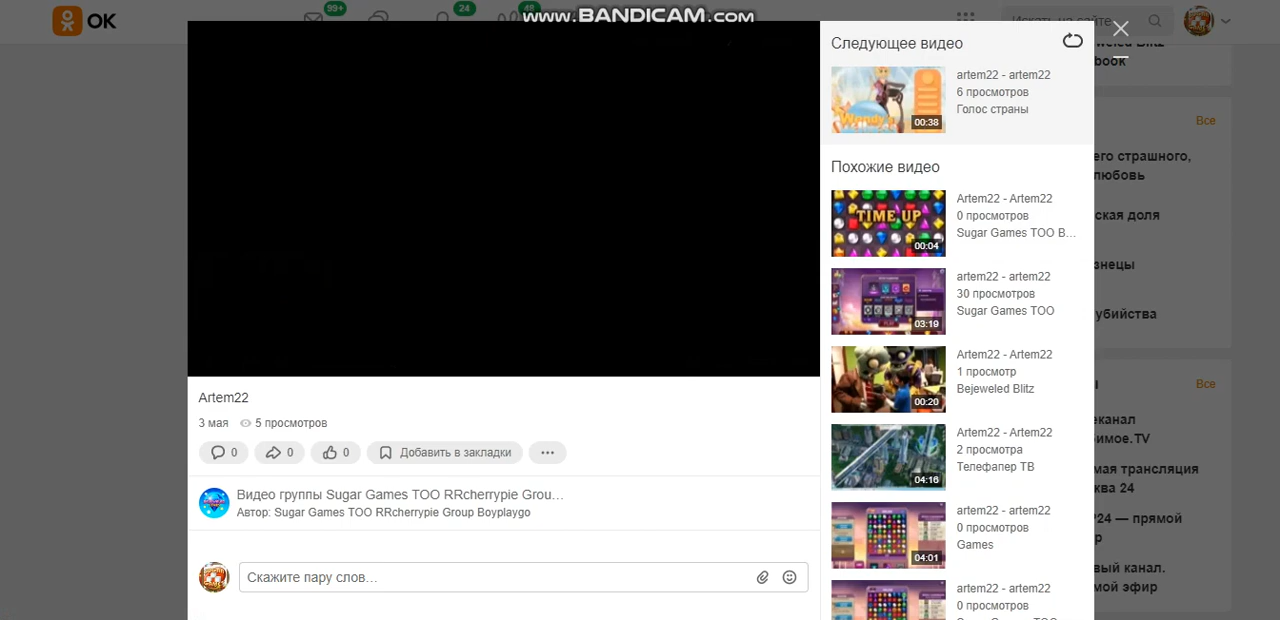 www.BANDICAM.com
OK
99+
24
48
Искать на сайте
Следующее видео
artem22 - artem22
6 просмотров
Голос страны
00:38
Похожие видео
Artem22 - Artem22
0 просмотров
Sugar Games TOO B...
TIME UP
00:04
artem22 - artem22
30 просмотров
Sugar Games TOO
03:19
Artem22 - Artem22
1 просмотр
Bejeweled Blitz
00:20
Artem22 - Artem22
2 просмотра
Телефапер ТВ
04:16
artem22 - artem22
0 просмотров
Games
04:01
artem22 - artem22
0 просмотров
Artem22
3 мая 5 просмотров
0 0 0 Добавить в закладки
Видео группы Sugar Games TOO RRcherrypie Grou...
Автор: Sugar Games TOO RRcherrypie Group Boyplaygo
Скажите пару слов...
book
Все
его страшного,
любовь
ская доля
знецы
убийства
Все
еканал
имое.TV
мая трансляция
ква 24
24 — прямой
вый канал.
мой эфир